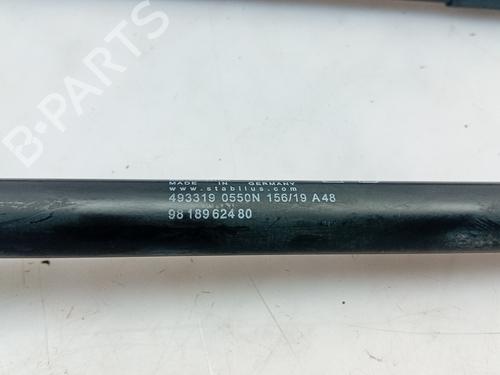 B-PARTS
MADE IN GERMANY
www.stabilus.com
493319 0550N 156/19 A48
98 189 624 80